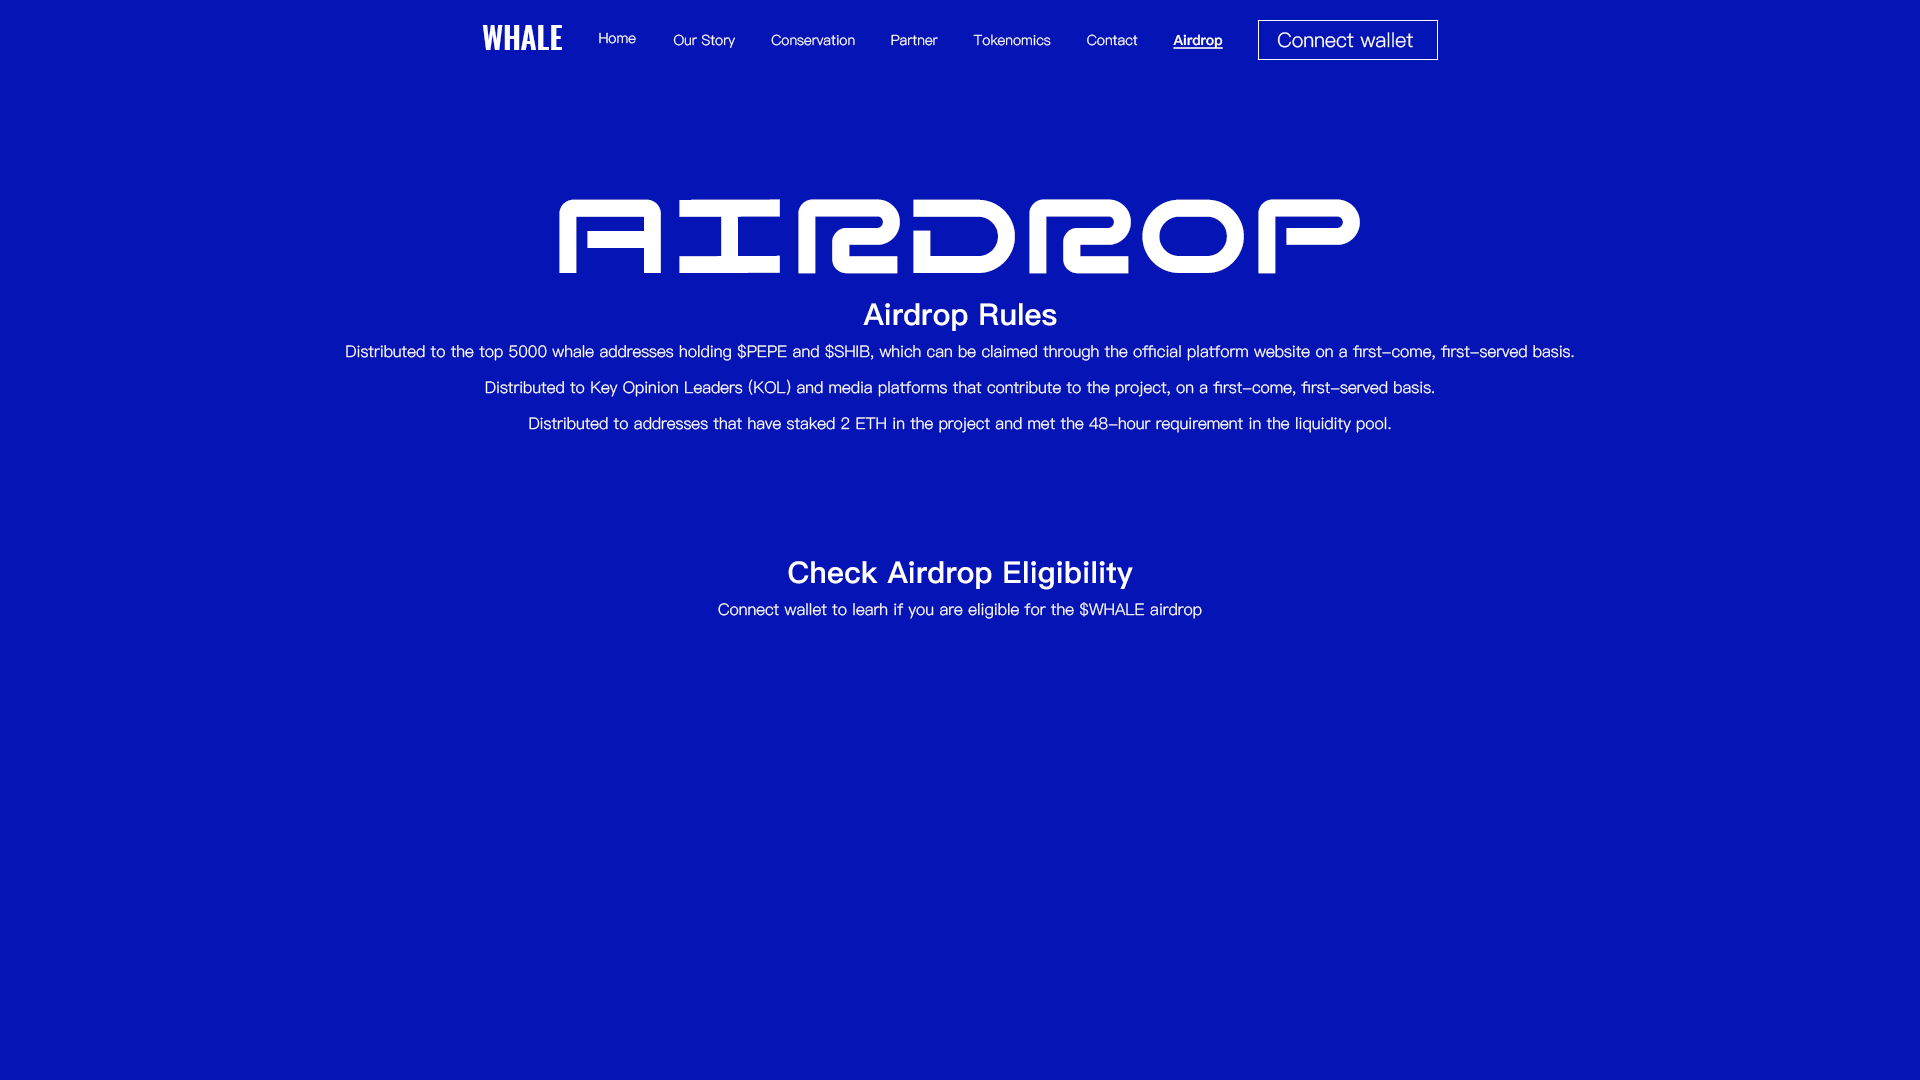 WHALE Home Our Story Conservation Partner Tokenomics Contact Airdrop Connect wallet
AIRDROP
Airdrop Rules
Distributed to the top 5000 whale addresses holding $PEPE and $SHIB, which can be claimed through the official platform website on a first-come, first-served basis.
Distributed to Key Opinion Leaders (KOL) and media platforms that contribute to the project, on a first-come, first-served basis.
Distributed to addresses that have staked 2 ETH in the project and met the 48-hour requirement in the liquidity pool.
Check Airdrop Eligibility
Connect wallet to learh if you are eligible for the $WHALE airdrop